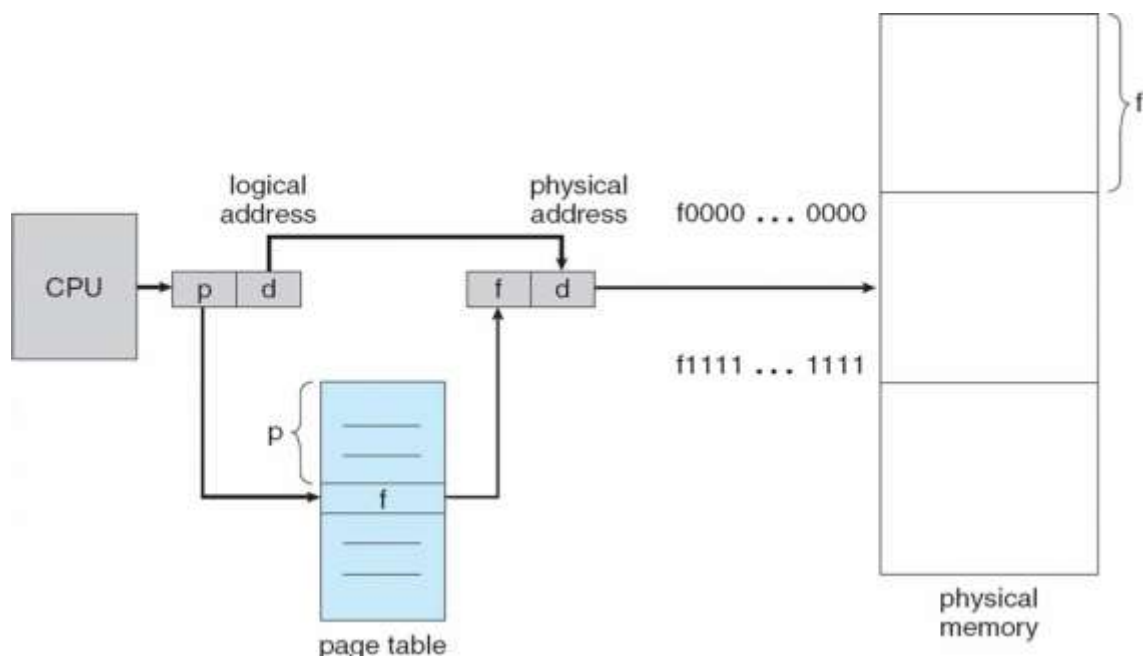 f
logical
address
physical
address
f0000 ... 0000
CPU
p
d
f
d
f1111 ... 1111
p
f
page table
physical
memory